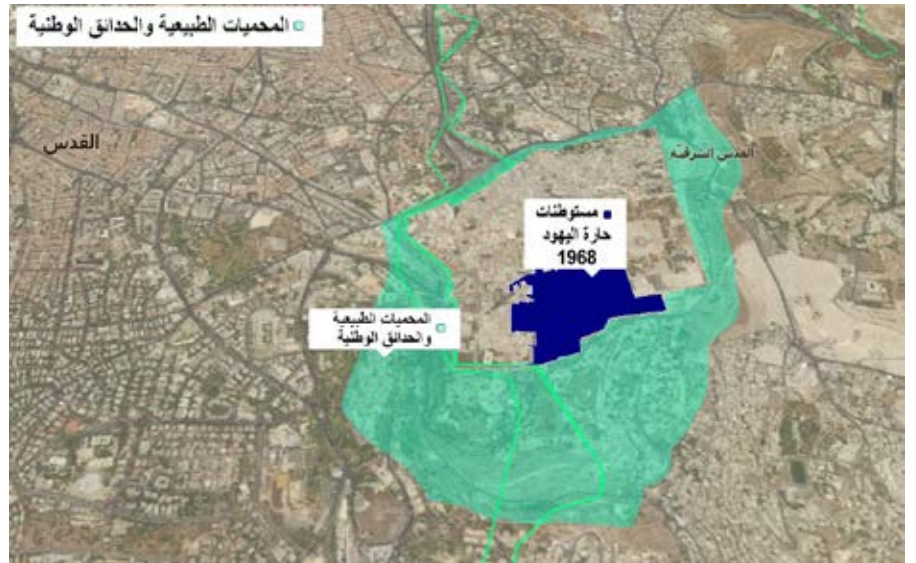 المحميات الطبيعية والحدائق الوطنية
القدس
القدس الشرقية
مستوطنات
حارة اليهود
1968
المحميات الطبيعية
والحدائق الوطنية